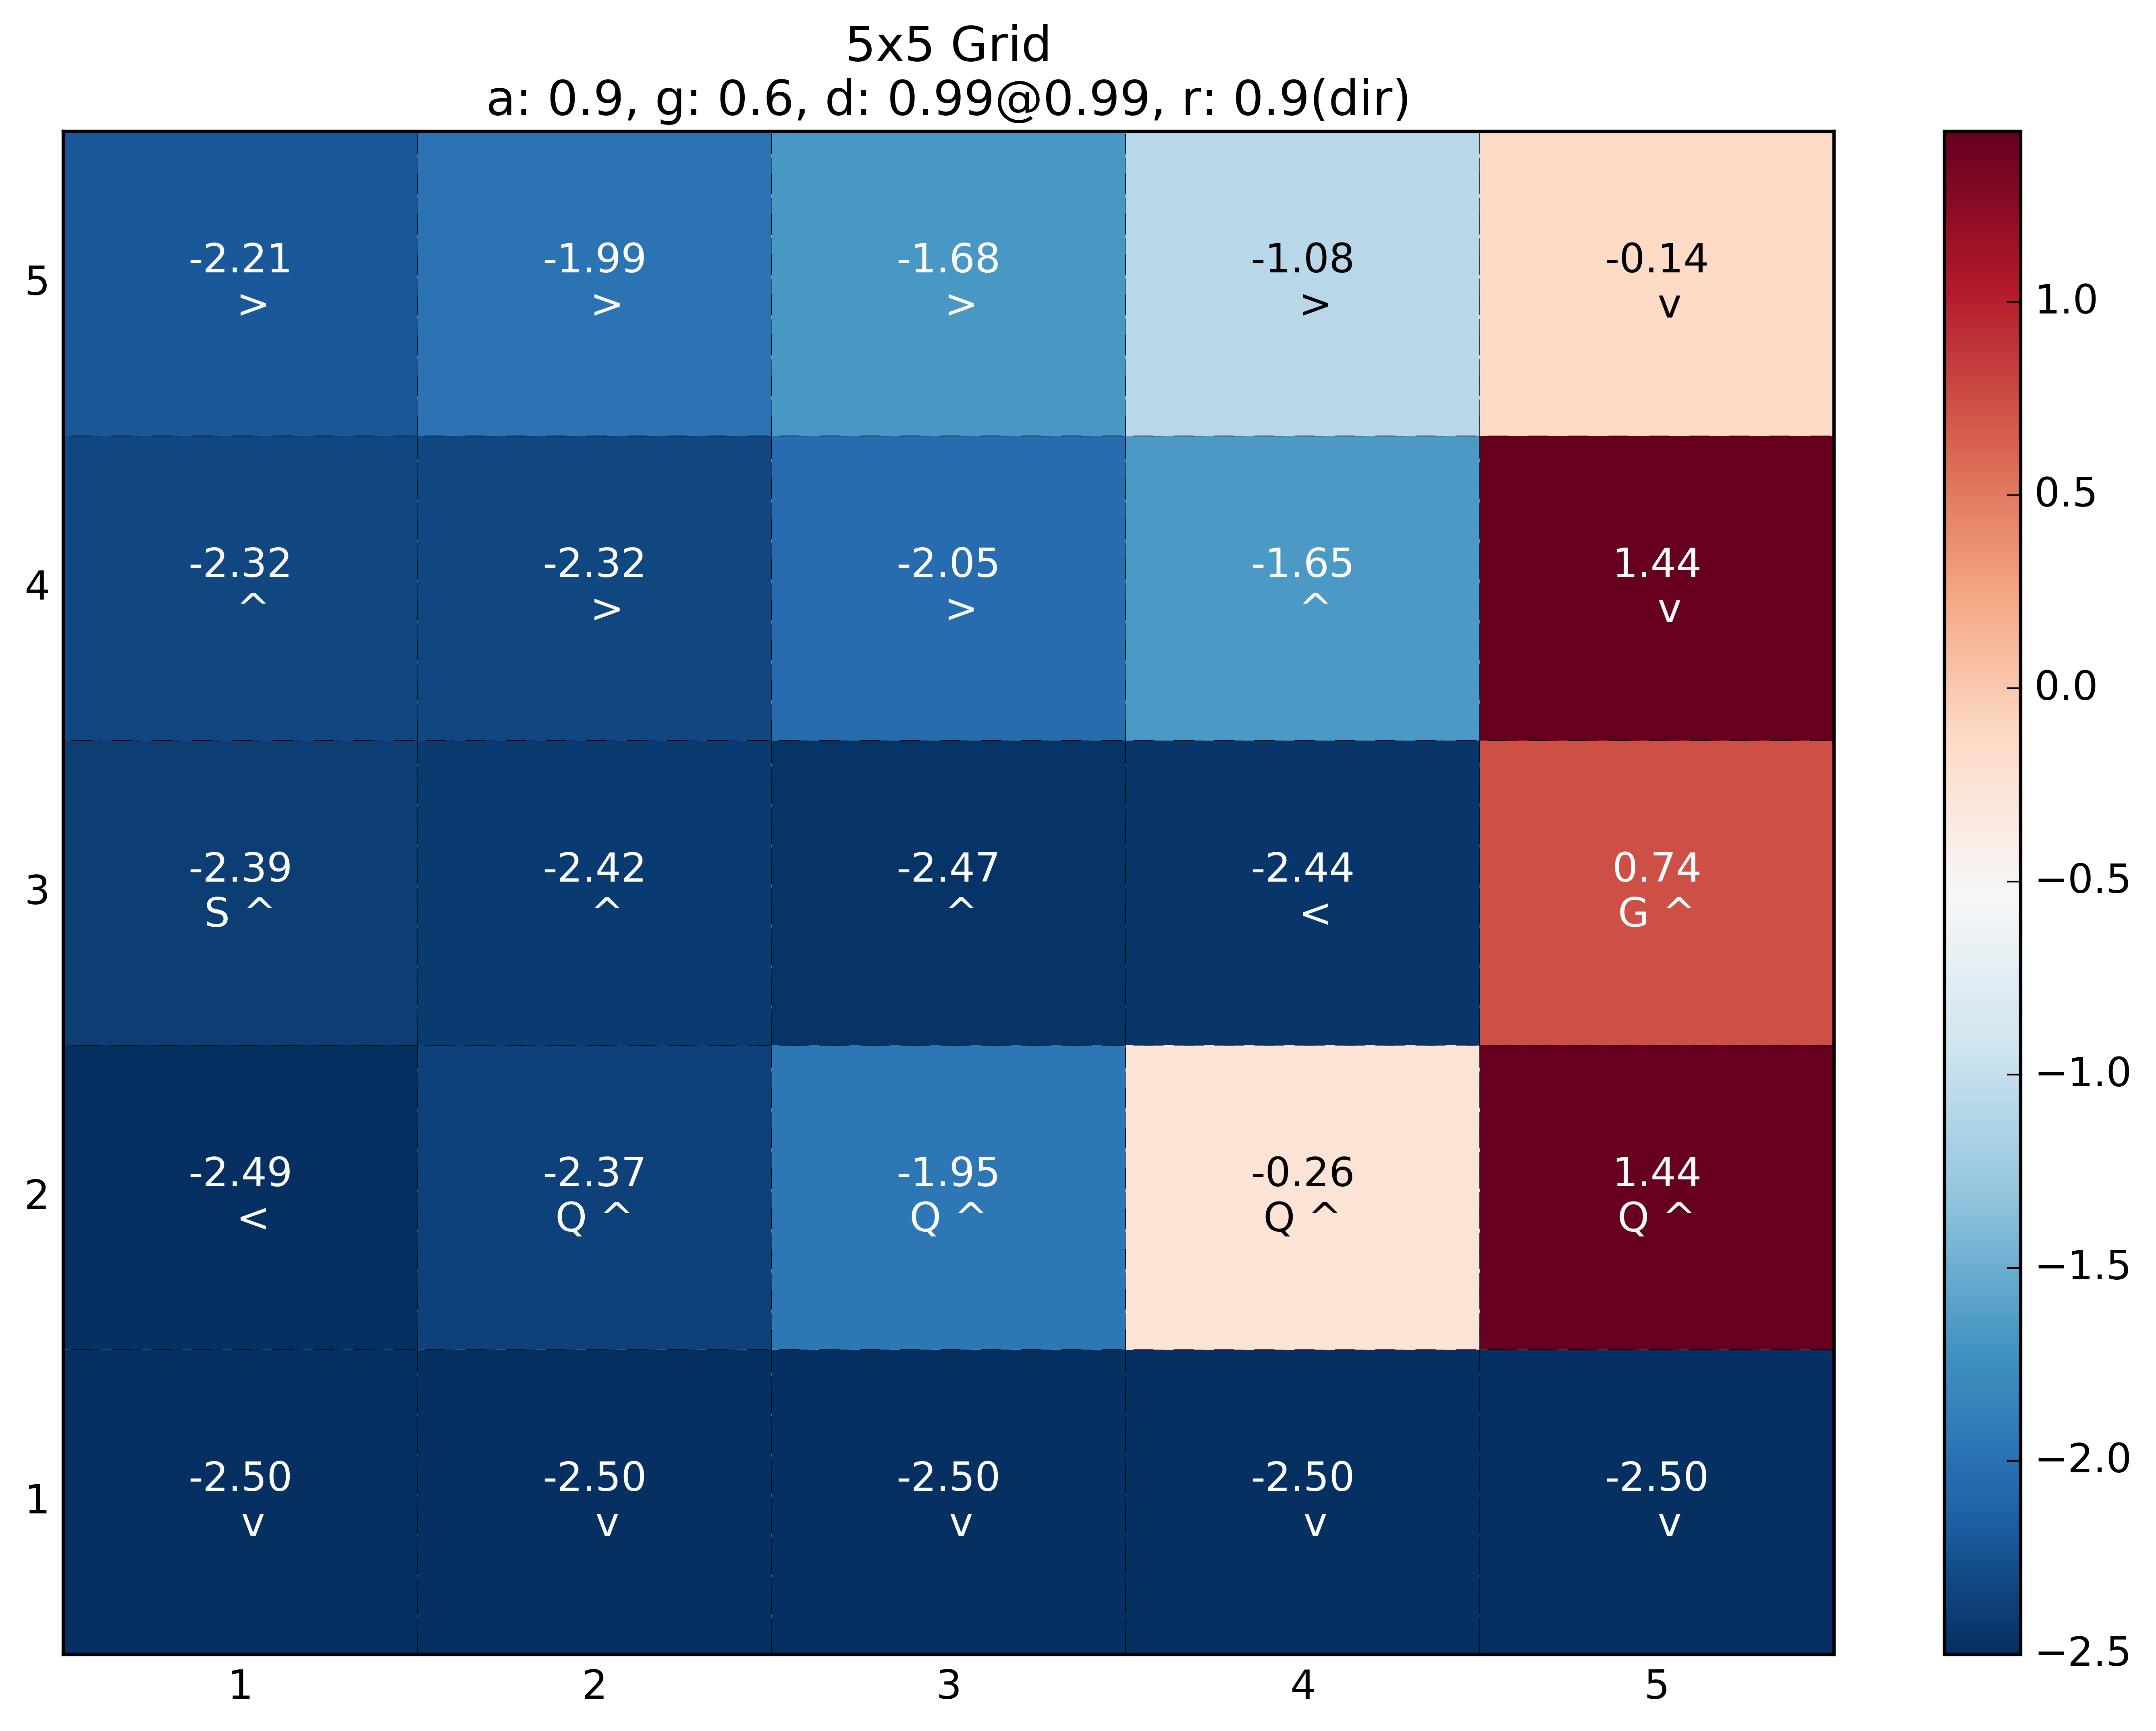 5x5 Grid
a: 0.9, g: 0.6, d: 0.99@0.99, r: 0.9(dir)
5
-2.21 -1.99 -1.68 -1.08 -0.14
> > > > v
4
-2.32 -2.32 -2.05 -1.65 1.44
^ > > ^ v
3
-2.39 -2.42 -2.47 -2.44 0.74
S ^ ^ ^ < G ^
2
-2.49 -2.37 -1.95 -0.26 1.44
< Q ^ Q ^ Q ^ Q ^
1
-2.50 -2.50 -2.50 -2.50 -2.50
v v v v v
1 2 3 4 5
1.0
0.5
0.0
−0.5
−1.0
−1.5
−2.0
−2.5